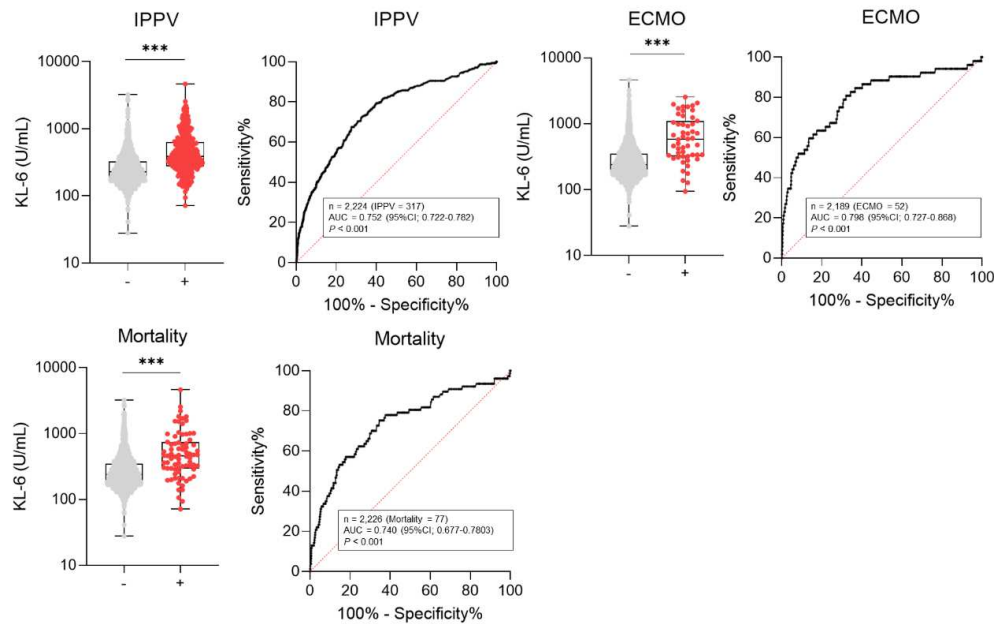 IPPV
***
KL-6 (U/mL)
10000
1000
100
10
-
+
IPPV
Sensitivity%
100
80
60
40
20
0
n = 2,224 (IPPV = 317)
AUC = 0.752 (95%CI; 0.722-0.782)
P < 0.001
0 20 40 60 80 100
100% - Specificity%
ECMO
***
KL-6 (U/mL)
10000
1000
100
10
-
+
ECMO
Sensitivity%
100
80
60
40
20
0
n = 2,189 (ECMO = 52)
AUC = 0.798 (95%CI; 0.727-0.868)
P < 0.001
0 20 40 60 80 100
100% - Specificity%
Mortality
***
KL-6 (U/mL)
10000
1000
100
10
-
+
Mortality
Sensitivity%
100
80
60
40
20
0
n = 2,226 (Mortality = 77)
AUC = 0.740 (95%CI; 0.677-0.7803)
P < 0.001
0 20 40 60 80 100
100% - Specificity%